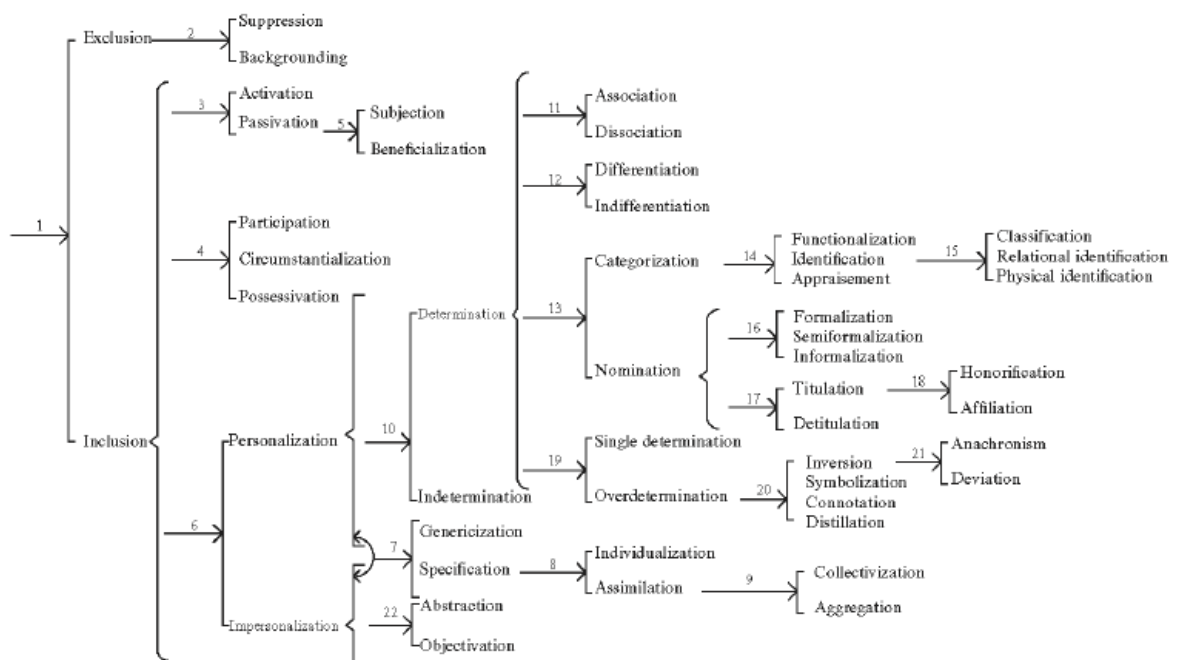 Suppression
Exclusion 2
Backgrounding
3 Activation
Passivation 5 Subjection
Beneficialization
11 Association
Dissociation
12 Differentiation
Indifferentiation
1
4 Participation
Circumstantialization
Possessivation
Categorization 14 Functionalization
Identification
Appraisement
15 Classification
Relational identification
Physical identification
Determination 13
Nomination
16 Formalization
Semiformalization
Informalization
17 Titulation 18 Honorification
Affiliation
Detitulation
Inclusion
Personalization 10
Indetermination
19 Single determination
Overdetermination 20 Inversion 21 Anachronism
Deviation
Symbolization
Connotation
Distillation
6
7 Genericization
Specification 8 Individualization
Assimilation 9 Collectivization
Aggregation
Impersonalization 22 Abstraction
Objectivation